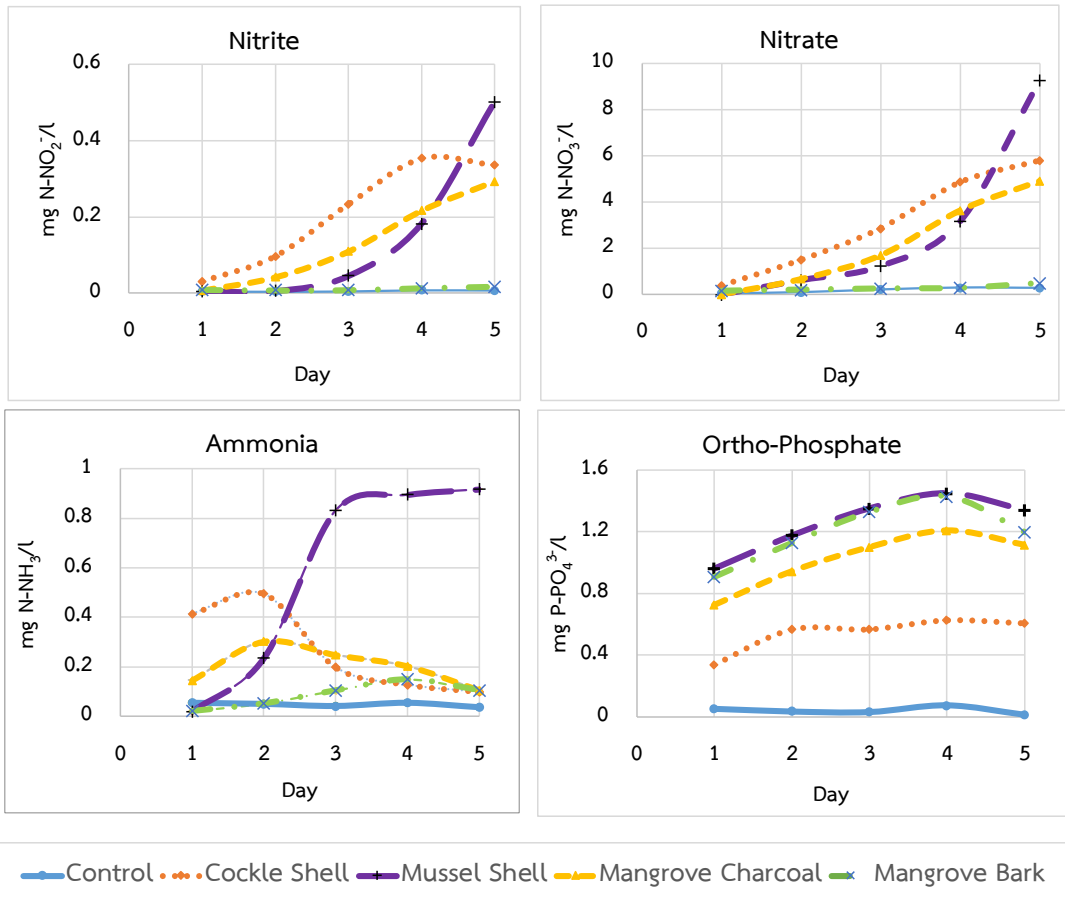 Nitrite
0.6
0.4
0.2
0
mg N-NO₂⁻/l
0 1 2 3 4 5
Day
Nitrate
10
8
6
4
2
0
mg N-NO₃⁻/l
0 1 2 3 4 5
Day
Ammonia
1
0.8
0.6
0.4
0.2
0
mg N-NH₃/l
0 1 2 3 4 5
Day
Ortho-Phosphate
1.6
1.2
0.8
0.4
0
mg P-PO₄³⁻/l
0 1 2 3 4 5
Day
Control Cockle Shell Mussel Shell Mangrove Charcoal Mangrove Bark